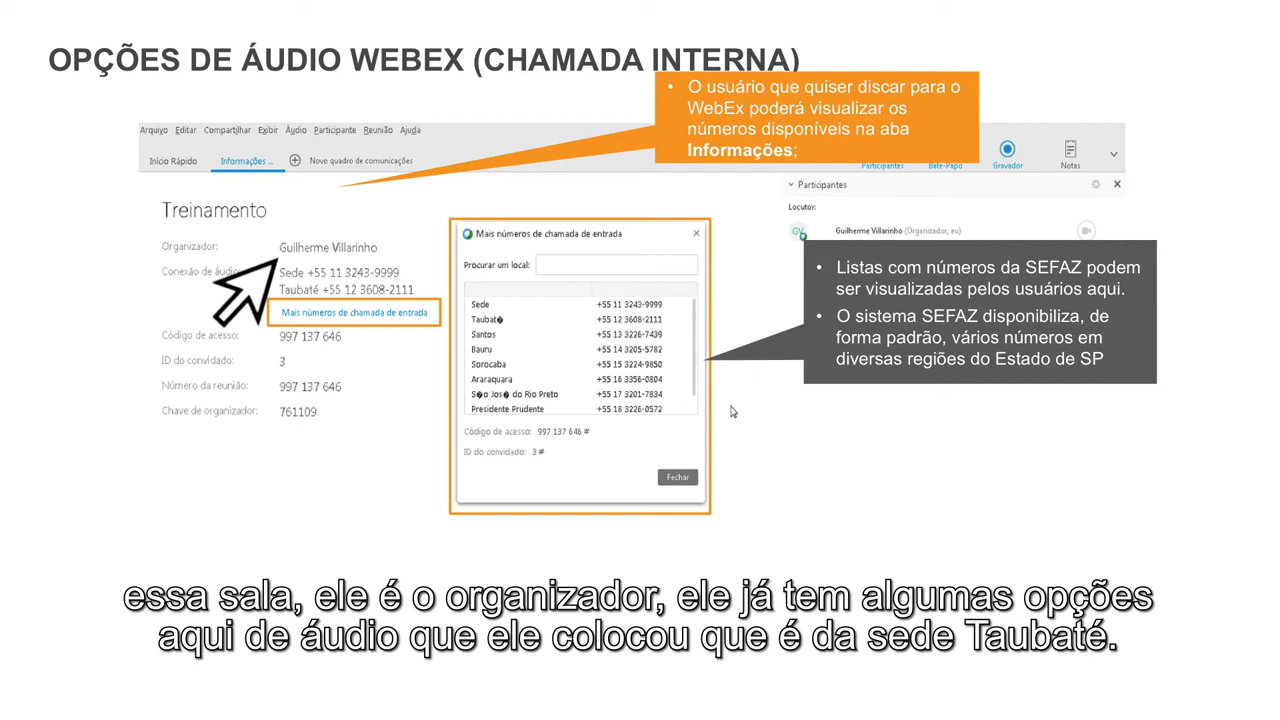 OPÇÕES DE ÁUDIO WEBEX (CHAMADA INTERNA)
• O usuário que quiser discar para o
WebEx poderá visualizar os
números disponíveis na aba
Informações;
Arquivo Editar Compartilhar Exibir Áudio Participante Reunião Ajuda
Início Rápido Informações ... Novo quadro de comunicações
Participantes Bate-Papo Gravador Notas
Participantes
Locutor:
GV Guilherme Villarinho (Organizador, eu)
Treinamento
Organizador: Guilherme Villarinho
Conexão de áudio: Sede +55 11 3243-9999
Taubaté +55 12 3608-2111
Mais números de chamada de entrada
Código de acesso: 997 137 646
ID do convidado: 3
Número da reunião: 997 137 646
Chave de organizador: 761109
Mais números de chamada de entrada
Procurar um local:
Sede +55 11 3243-9999
Taubat� +55 12 3608-2111
Santos +55 13 3226-7439
Bauru +55 14 3205-5782
Sorocaba +55 15 3224-9850
Araraquara +55 16 3356-0804
S�o Jos� do Rio Preto +55 17 3201-7834
Presidente Prudente +55 18 3226-0572
Código de acesso: 997 137 646 #
ID do convidado: 3 #
Fechar
• Listas com números da SEFAZ podem
ser visualizadas pelos usuários aqui.
• O sistema SEFAZ disponibiliza, de
forma padrão, vários números em
diversas regiões do Estado de SP
essa sala, ele é o organizador, ele já tem algumas opções
aqui de áudio que ele colocou que é da sede Taubaté.